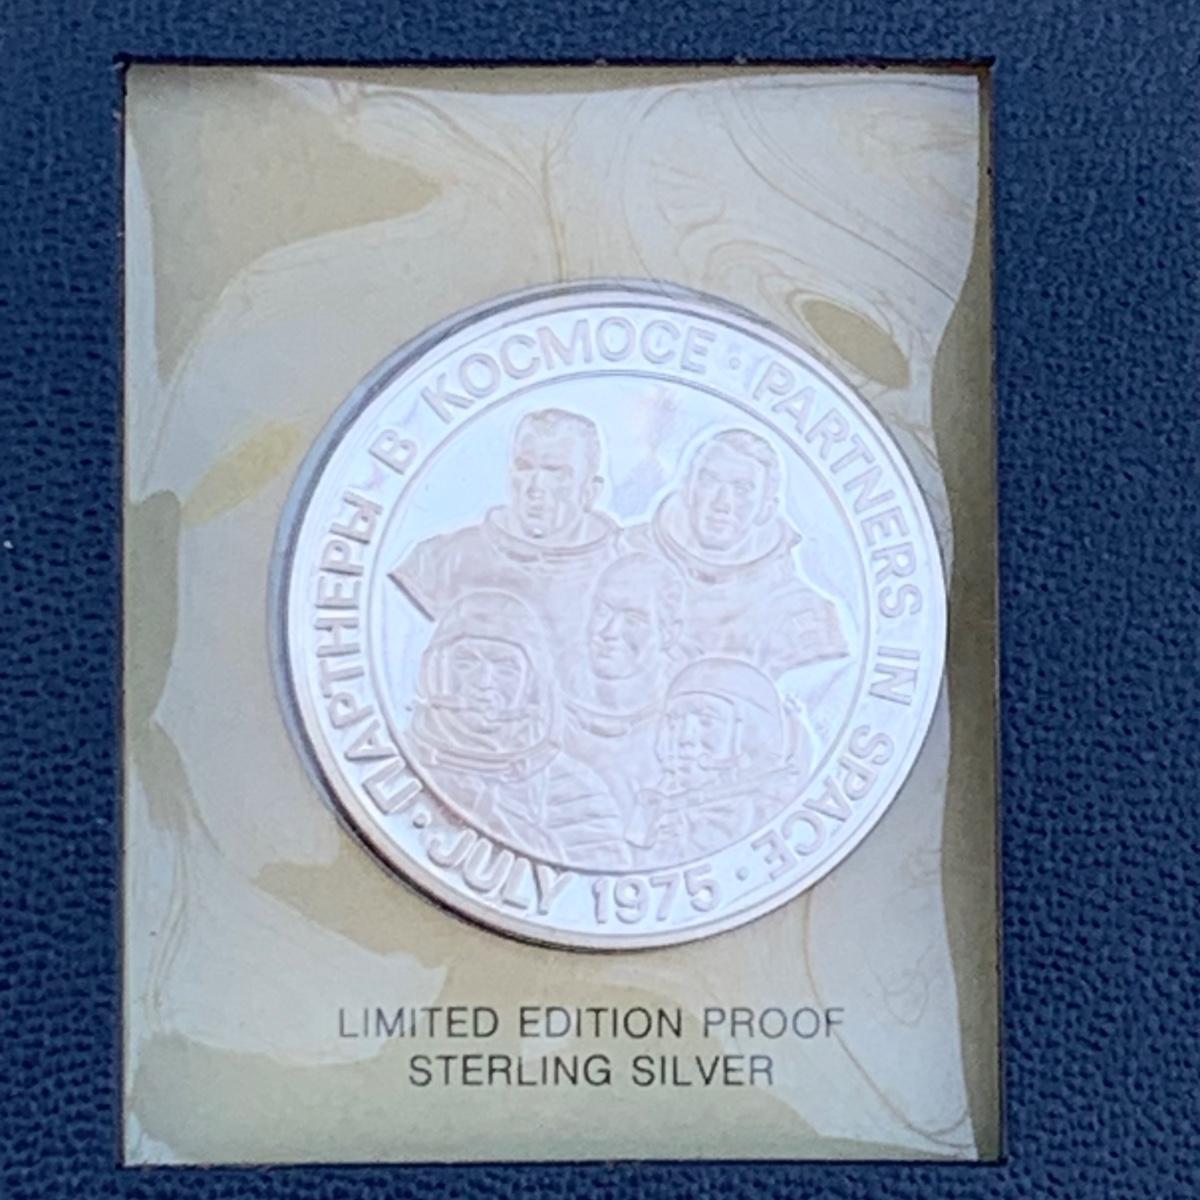 ПАРТНЕРЫ В КОСМОСЕ · PARTNERS IN SPACE ·
JULY 1975 ·
LIMITED EDITION PROOF
STERLING SILVER